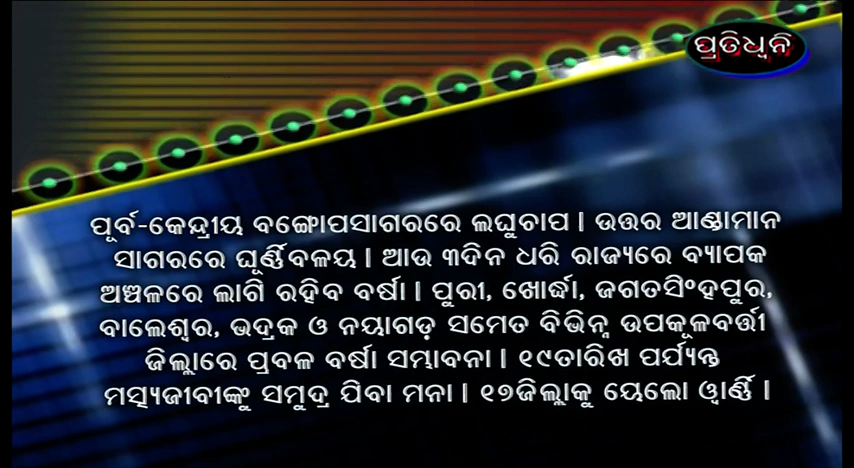 ପ୍ରତିଧ୍ୱନି
ପୂର୍ବ-କେନ୍ଦ୍ରୀୟ ବଙ୍ଗୋପସାଗରରେ ଲଘୁଚାପ । ଉତ୍ତର ଆଣ୍ଡାମାନ
ସାଗରରେ ଘୂର୍ଣ୍ଣିବଳୟ । ଆଉ ୩ଦିନ ଧରି ରାଜ୍ୟରେ ବ୍ୟାପକ
ଅଞ୍ଚଳରେ ଲାଗି ରହିବ ବର୍ଷା । ପୁରୀ, ଖୋର୍ଦ୍ଧା, ଜଗତସିଂହପୁର,
ବାଲେଶ୍ୱର, ଭଦ୍ରକ ଓ ନୟାଗଡ଼ ସମେତ ବିଭିନ୍ନ ଉପକୂଳବର୍ତ୍ତୀ
ଜିଲ୍ଲାରେ ପ୍ରବଳ ବର୍ଷା ସମ୍ଭାବନା । ୧୯ତାରିଖ ପର୍ଯ୍ୟନ୍ତ
ମତ୍ସ୍ୟଜୀବୀଙ୍କୁ ସମୁଦ୍ର ଯିବା ମନା । ୧୭ଜିଲ୍ଲାକୁ ୟେଲୋ ୱାର୍ଣ୍ଣି ।